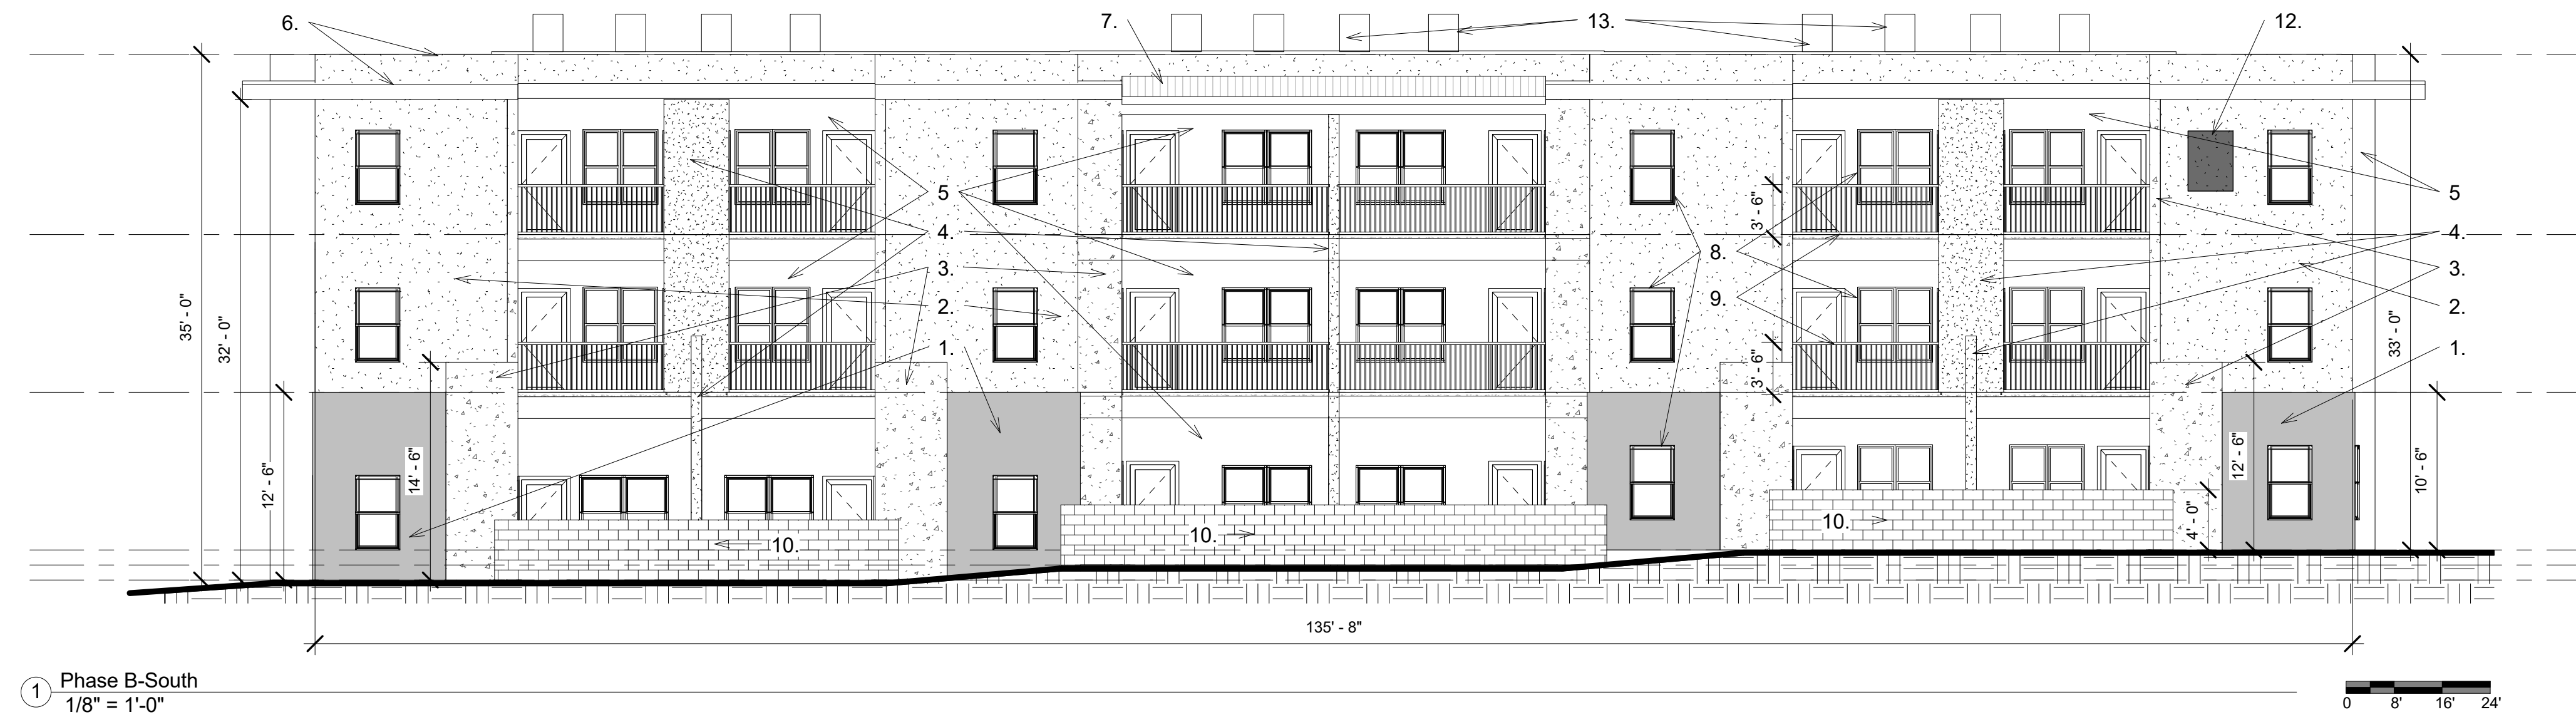 6.
7.
13.
12.
35' - 0"
32' - 0"
12' - 6"
14' - 6"
5
4.
3.
2.
1.
8.
9.
3' - 6"
3' - 6"
5
4.
3.
2.
1.
33' - 0"
12' - 6"
10' - 6"
4' - 0"
10.
10.
10.
135' - 8"
1 Phase B-South
1/8" = 1'-0"
0 8' 16' 24'